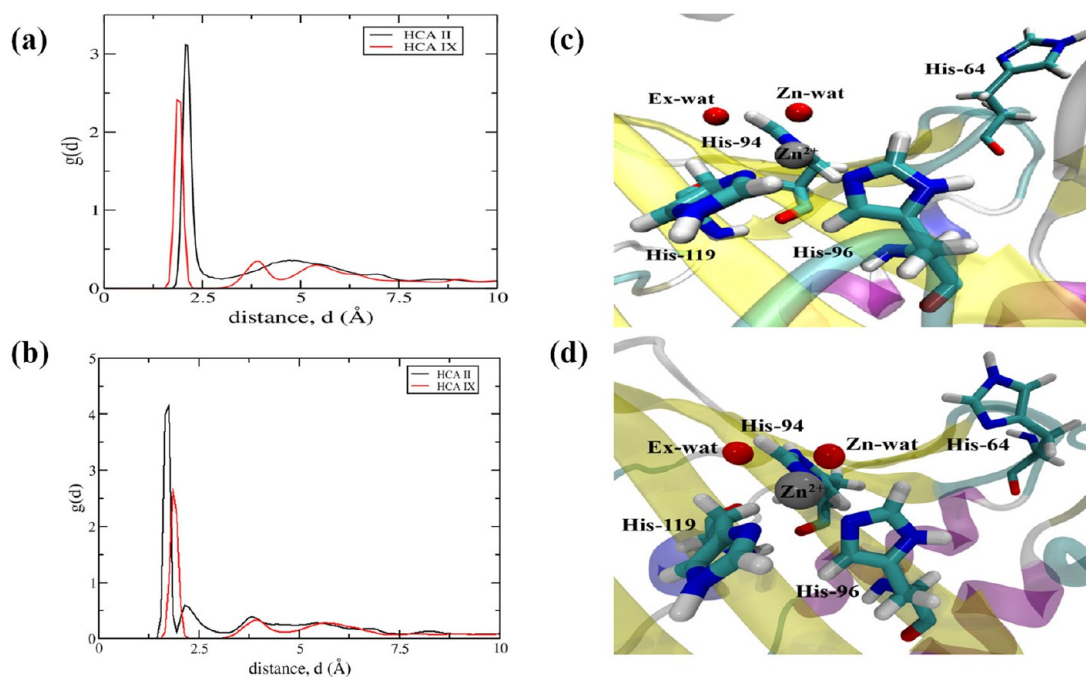 (a)
HCA II
HCA IX
g(d)
3
2
1
0
0
2.5
5
7.5
10
distance, d (Å)
(b)
HCA II
HCA IX
g(d)
5
4
3
2
1
0
0
2.5
5
7.5
10
distance, d (Å)
(c)
His-64
Ex-wat
Zn-wat
His-94
Zn²⁺
His-119
His-96
(d)
His-94
Ex-wat
Zn-wat
His-64
Zn²⁺
His-119
His-96